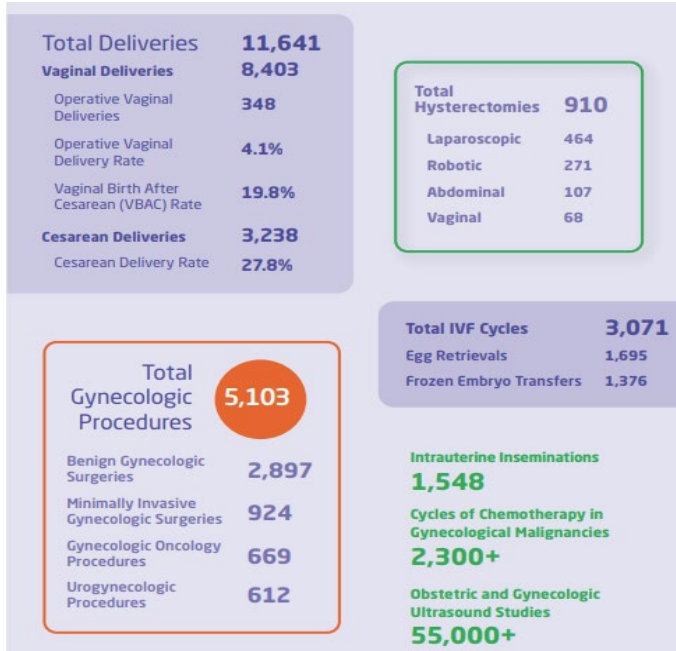 Total Deliveries 11,641
Vaginal Deliveries 8,403
Operative Vaginal
Deliveries 348
Operative Vaginal
Delivery Rate 4.1%
Vaginal Birth After
Cesarean (VBAC) Rate 19.8%
Cesarean Deliveries 3,238
Cesarean Delivery Rate 27.8%
Total
Hysterectomies 910
Laparoscopic 464
Robotic 271
Abdominal 107
Vaginal 68
Total IVF Cycles 3,071
Egg Retrievals 1,695
Frozen Embryo Transfers 1,376
Total
Gynecologic
Procedures
5,103
Benign Gynecologic
Surgeries 2,897
Minimally Invasive
Gynecologic Surgeries 924
Gynecologic Oncology
Procedures 669
Urogynecologic
Procedures 612
Intrauterine Inseminations
1,548
Cycles of Chemotherapy in
Gynecological Malignancies
2,300+
Obstetric and Gynecologic
Ultrasound Studies
55,000+